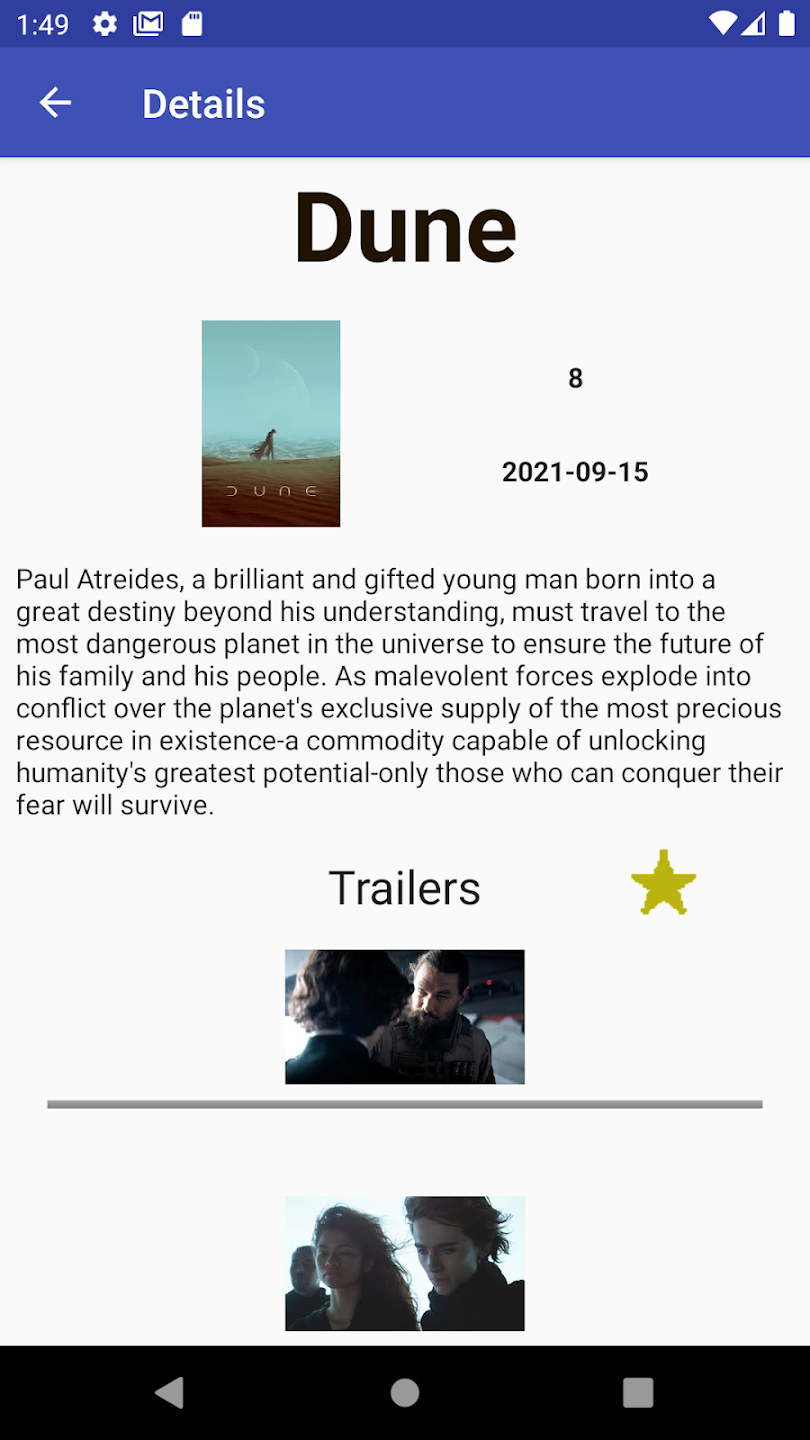 1:49
Details
Dune
DUNE
8
2021-09-15
Paul Atreides, a brilliant and gifted young man born into a
great destiny beyond his understanding, must travel to the
most dangerous planet in the universe to ensure the future of
his family and his people. As malevolent forces explode into
conflict over the planet's exclusive supply of the most precious
resource in existence-a commodity capable of unlocking
humanity's greatest potential-only those who can conquer their
fear will survive.
Trailers